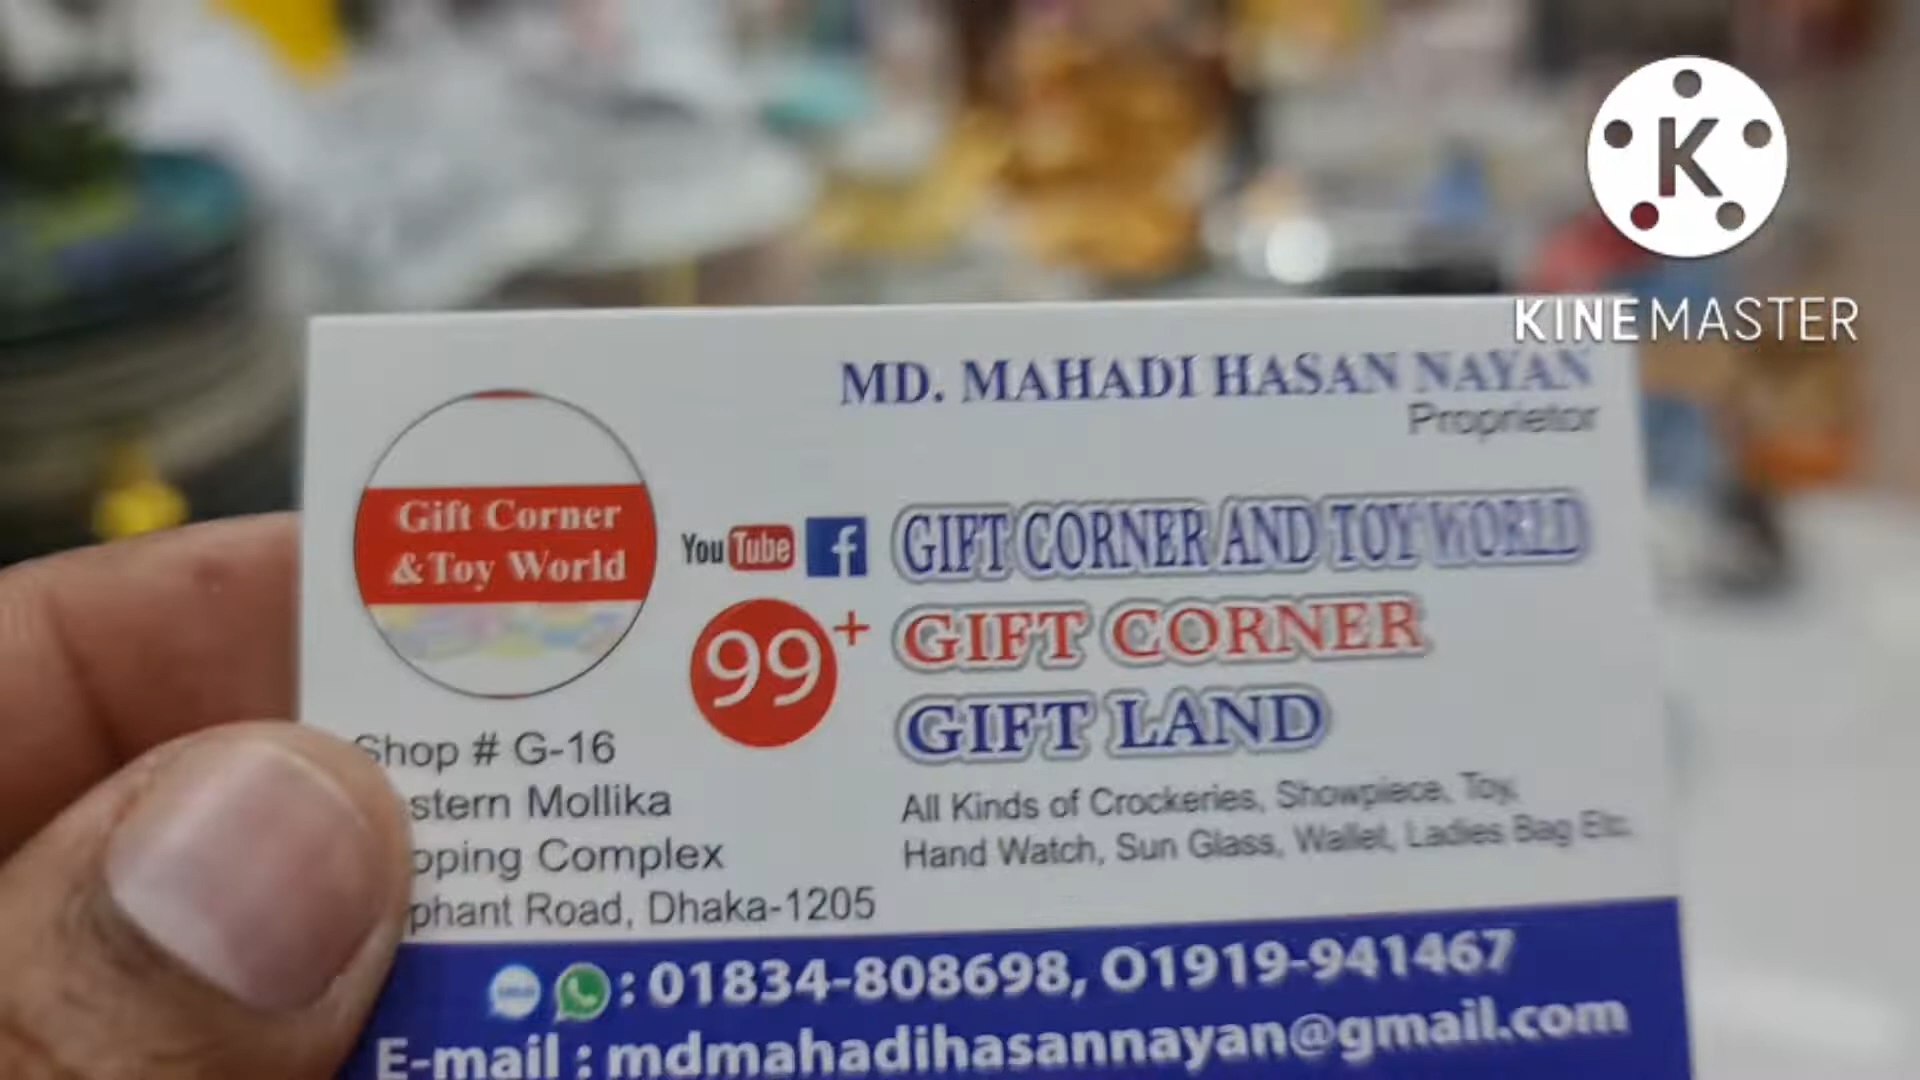 K
KINEMASTER
MD. MAHADI HASAN NAYAN
Proprietor
Gift Corner
& Toy World
You Tube f GIFT CORNER AND TOY WORLD
99+ GIFT CORNER
GIFT LAND
Shop # G-16
stern Mollika
pping Complex
phant Road, Dhaka-1205
All Kinds of Crockeries, Showpiece, Toy,
Hand Watch, Sun Glass, Wallet, Ladies Bag Etc.
: 01834-808698, O1919-941467
E-mail : mdmahadihasannayan@gmail.com